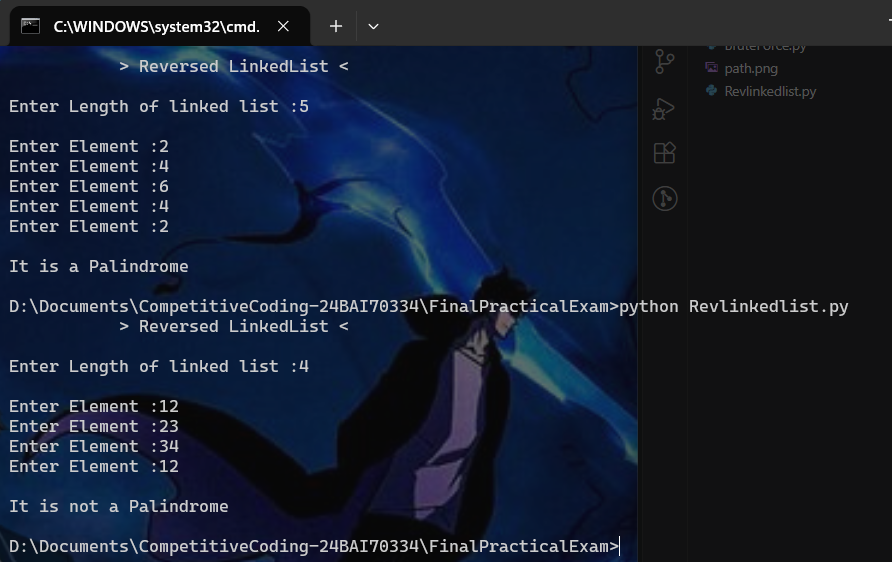 C:\WINDOWS\system32\cmd.
BruteForce.py
path.png
Revlinkedlist.py
> Reversed LinkedList <
Enter Length of linked list :5
Enter Element :2
Enter Element :4
Enter Element :6
Enter Element :4
Enter Element :2
It is a Palindrome
D:\Documents\CompetitiveCoding-24BAI70334\FinalPracticalExam>python Revlinkedlist.py
> Reversed LinkedList <
Enter Length of linked list :4
Enter Element :12
Enter Element :23
Enter Element :34
Enter Element :12
It is not a Palindrome
D:\Documents\CompetitiveCoding-24BAI70334\FinalPracticalExam>